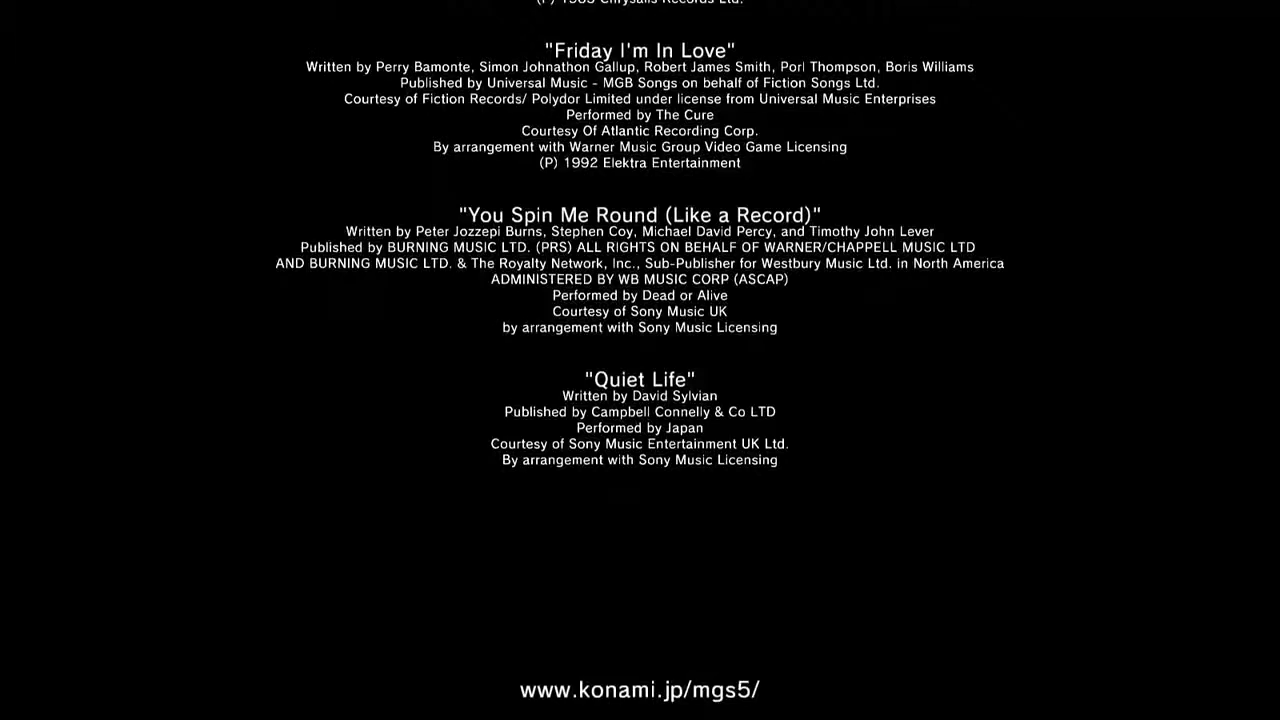 (P) 1983 Chrysalis Records Ltd.
"Friday I'm In Love"
Written by Perry Bamonte, Simon Johnathon Gallup, Robert James Smith, Porl Thompson, Boris Williams
Published by Universal Music - MGB Songs on behalf of Fiction Songs Ltd.
Courtesy of Fiction Records/ Polydor Limited under license from Universal Music Enterprises
Performed by The Cure
Courtesy Of Atlantic Recording Corp.
By arrangement with Warner Music Group Video Game Licensing
(P) 1992 Elektra Entertainment
"You Spin Me Round (Like a Record)"
Written by Peter Jozzepi Burns, Stephen Coy, Michael David Percy, and Timothy John Lever
Published by BURNING MUSIC LTD. (PRS) ALL RIGHTS ON BEHALF OF WARNER/CHAPPELL MUSIC LTD
AND BURNING MUSIC LTD. & The Royalty Network, Inc., Sub-Publisher for Westbury Music Ltd. in North America
ADMINISTERED BY WB MUSIC CORP (ASCAP)
Performed by Dead or Alive
Courtesy of Sony Music UK
by arrangement with Sony Music Licensing
"Quiet Life"
Written by David Sylvian
Published by Campbell Connelly & Co LTD
Performed by Japan
Courtesy of Sony Music Entertainment UK Ltd.
By arrangement with Sony Music Licensing
www.konami.jp/mgs5/